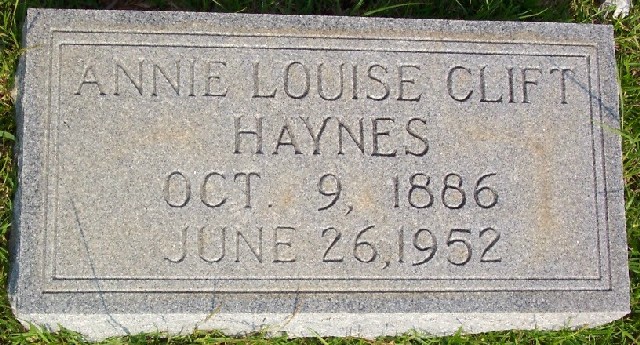 ANNIE LOUISE CLIFT
HAYNES
OCT. 9, 1886
JUNE 26, 1952